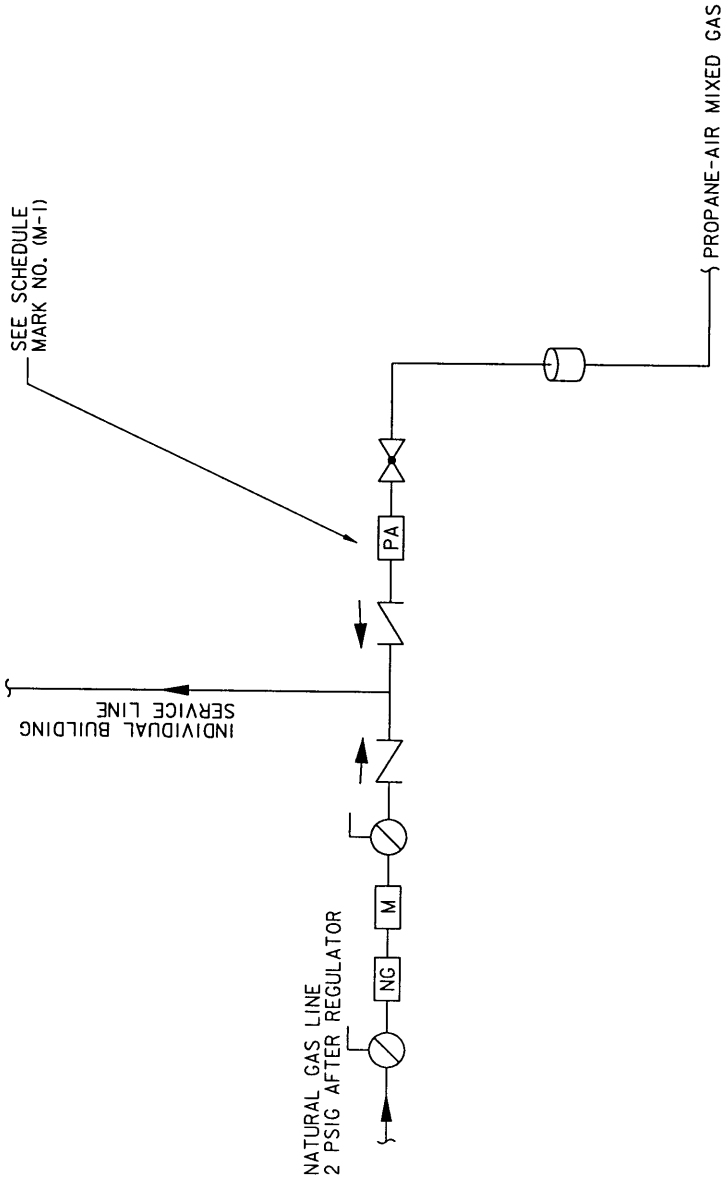 SEE SCHEDULE
MARK NO. (M-1)
INDIVIDUAL BUILDING
SERVICE LINE
PA
PROPANE-AIR MIXED GAS
NATURAL GAS LINE
2 PSIG AFTER REGULATOR
NG
M